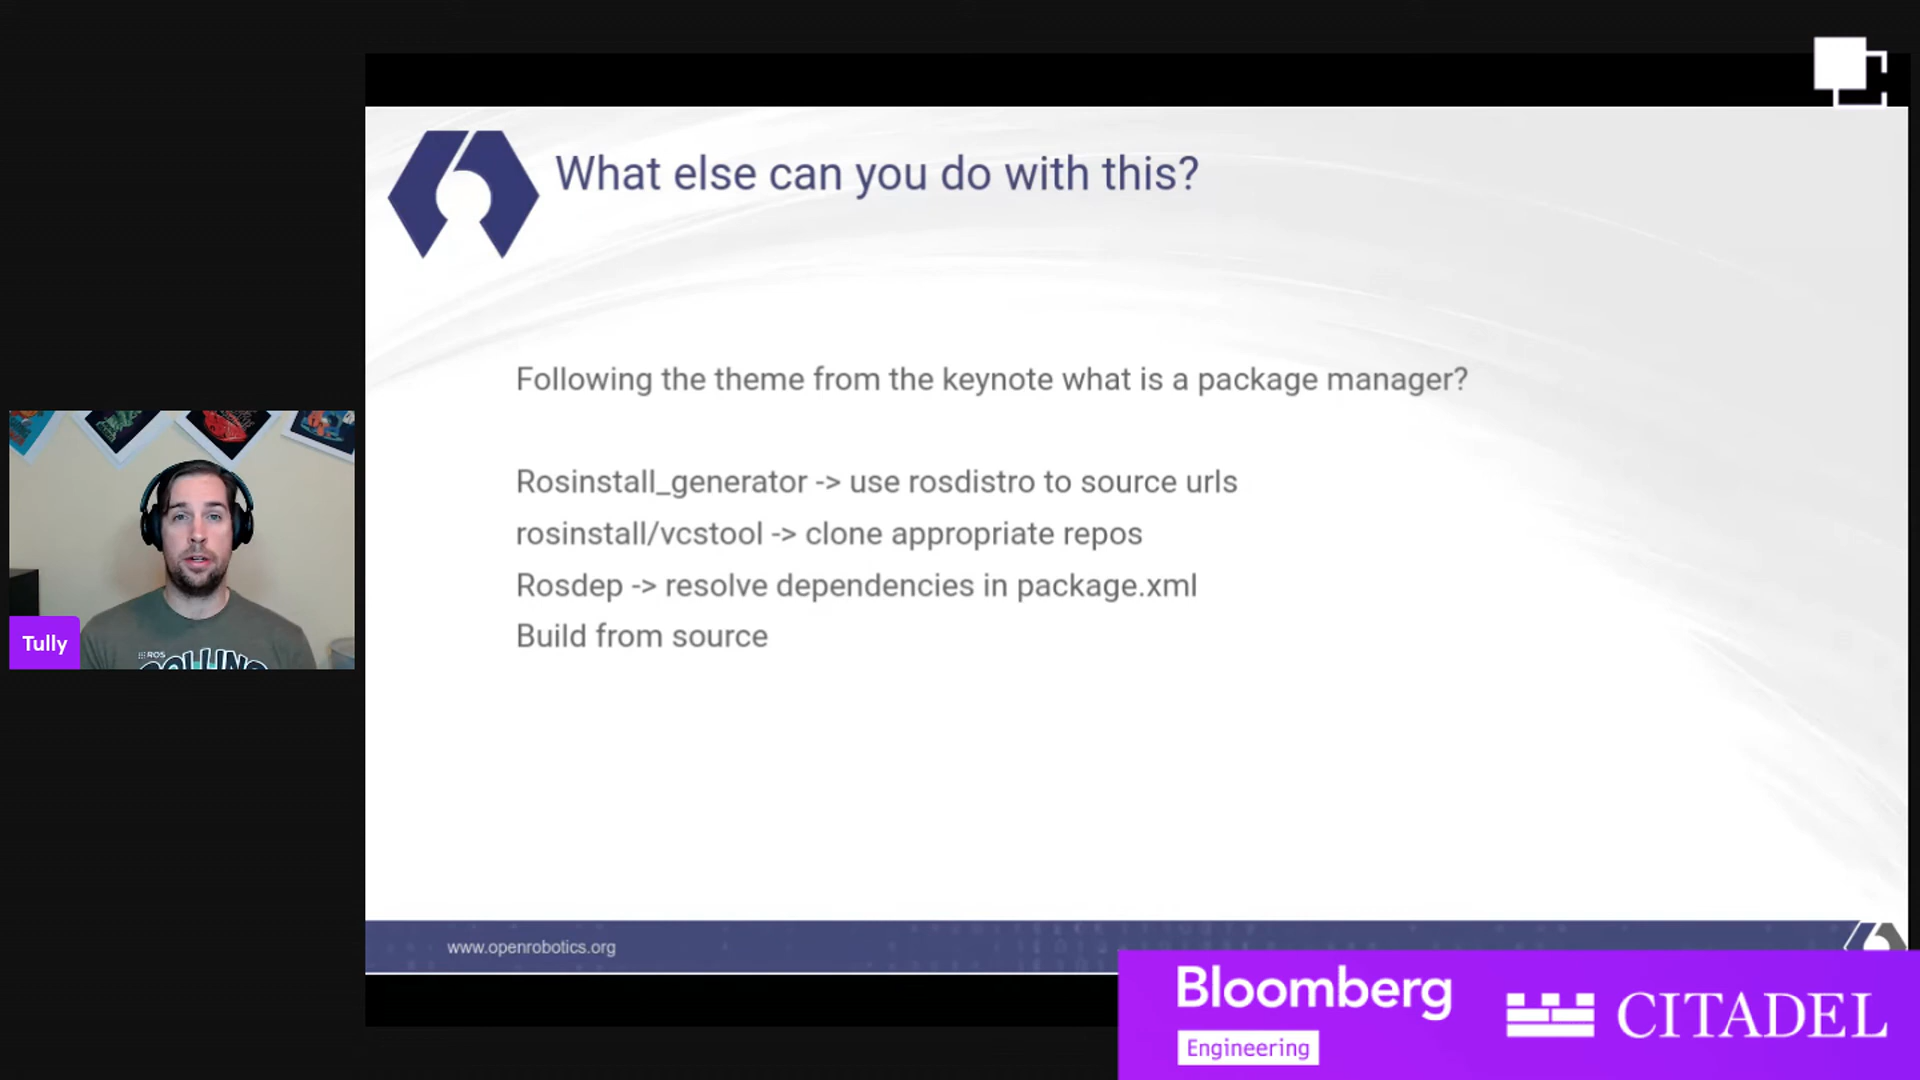 What else can you do with this?
Following the theme from the keynote what is a package manager?
Rosinstall_generator -> use rosdistro to source urls
rosinstall/vcstool -> clone appropriate repos
Rosdep -> resolve dependencies in package.xml
Build from source
Tully
ROS
www.openrobotics.org
Bloomberg
Engineering
CITADEL